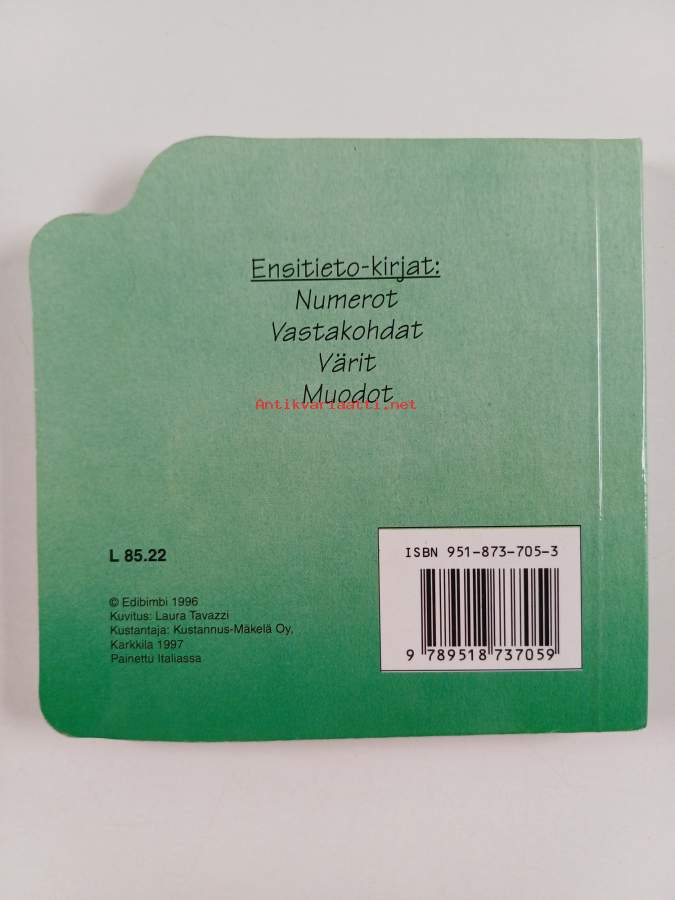 Ensitieto-kirjat:
Numerot
Vastakohdat
Värit
Muodot
Antikvariaatti.net
L 85.22
ISBN 951-873-705-3
© Edibimbi 1996
Kuvitus: Laura Tavazzi
Kustantaja: Kustannus-Mäkelä Oy,
Karkkila 1997
Painettu Italiassa
9 789518 737059